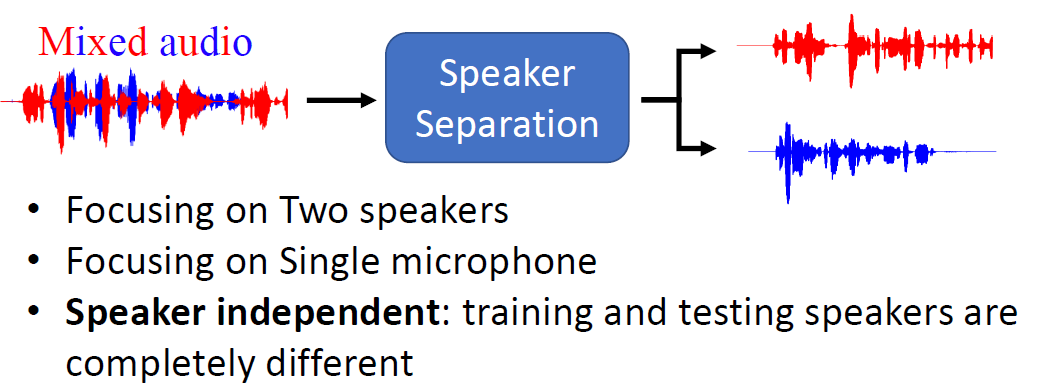 Mixed audio
Speaker
Separation
• Focusing on Two speakers
• Focusing on Single microphone
• Speaker independent: training and testing speakers are
completely different